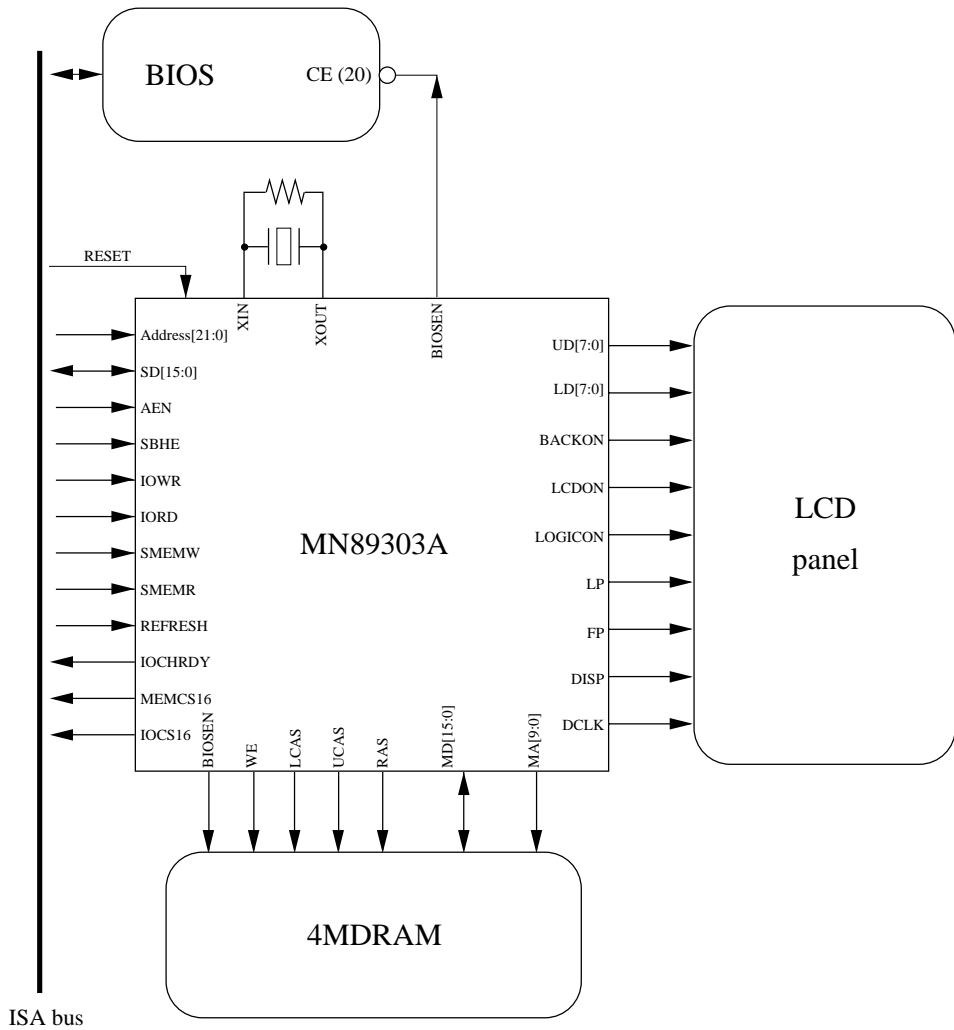 BIOS
CE (20)
RESET
XIN
XOUT
BIOSEN
Address[21:0]
SD[15:0]
AEN
SBHE
IOWR
IORD
SMEMW
SMEMR
REFRESH
IOCHRDY
MEMCS16
IOCS16
MN89303A
UD[7:0]
LD[7:0]
BACKON
LCDON
LOGICON
LP
FP
DISP
DCLK
LCD
panel
BIOSEN
WE
LCAS
UCAS
RAS
MD[15:0]
MA[9:0]
4MDRAM
ISA bus